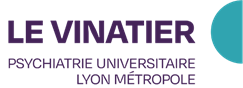 LE VINATIER
PSYCHIATRIE UNIVERSITAIRE
LYON MÉTROPOLE